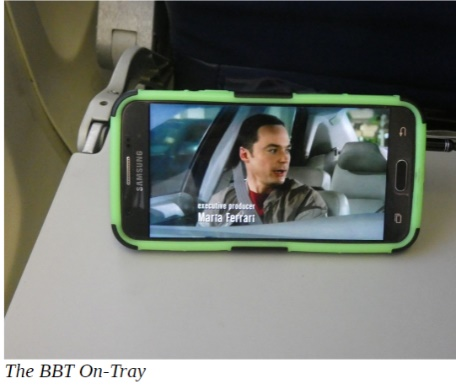 SAMSUNG
executive producer
Maria Ferrari
The BBT On-Tray